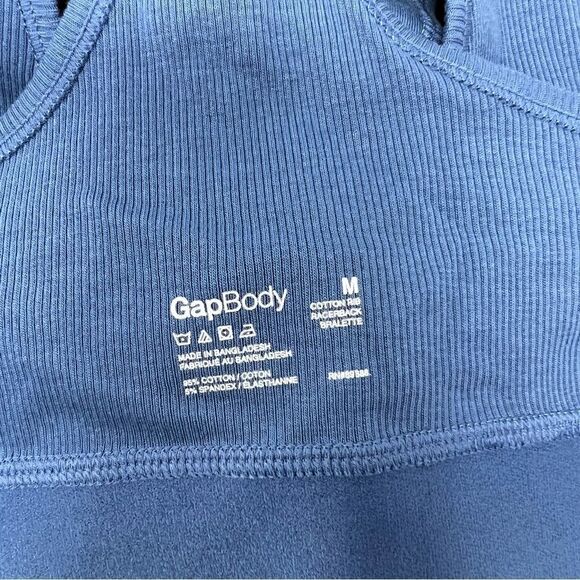 GapBody
MADE IN BANGLADESH
FABRIQUÉ AU BANGLADESH
95% COTTON / COTON
5% SPANDEX / ÉLASTHANNE
M
COTTON RIB
RACERBACK
BRALETTE